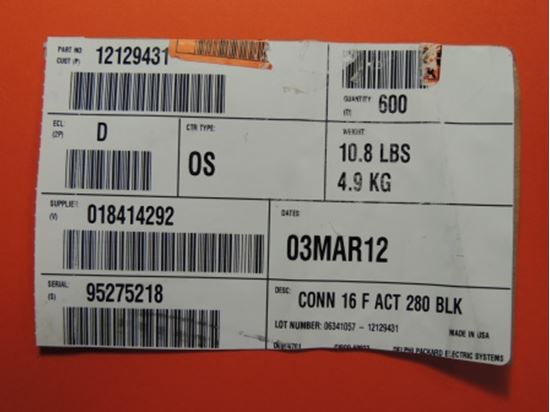 PART NO 12129431
CUST (P)
QUANTITY 600
(Q)
ECL: D
(2P)
CTR TYPE:
OS
WEIGHT:
10.8 LBS
4.9 KG
SUPPLIER 018414292
(V)
DATE:
03MAR12
SERIAL: 95275218
(S)
DESC: CONN 16 F ACT 280 BLK
LOT NUMBER: 06341057 - 12129431
MADE IN USA
DELPHI PACKARD ELECTRIC SYSTEMS